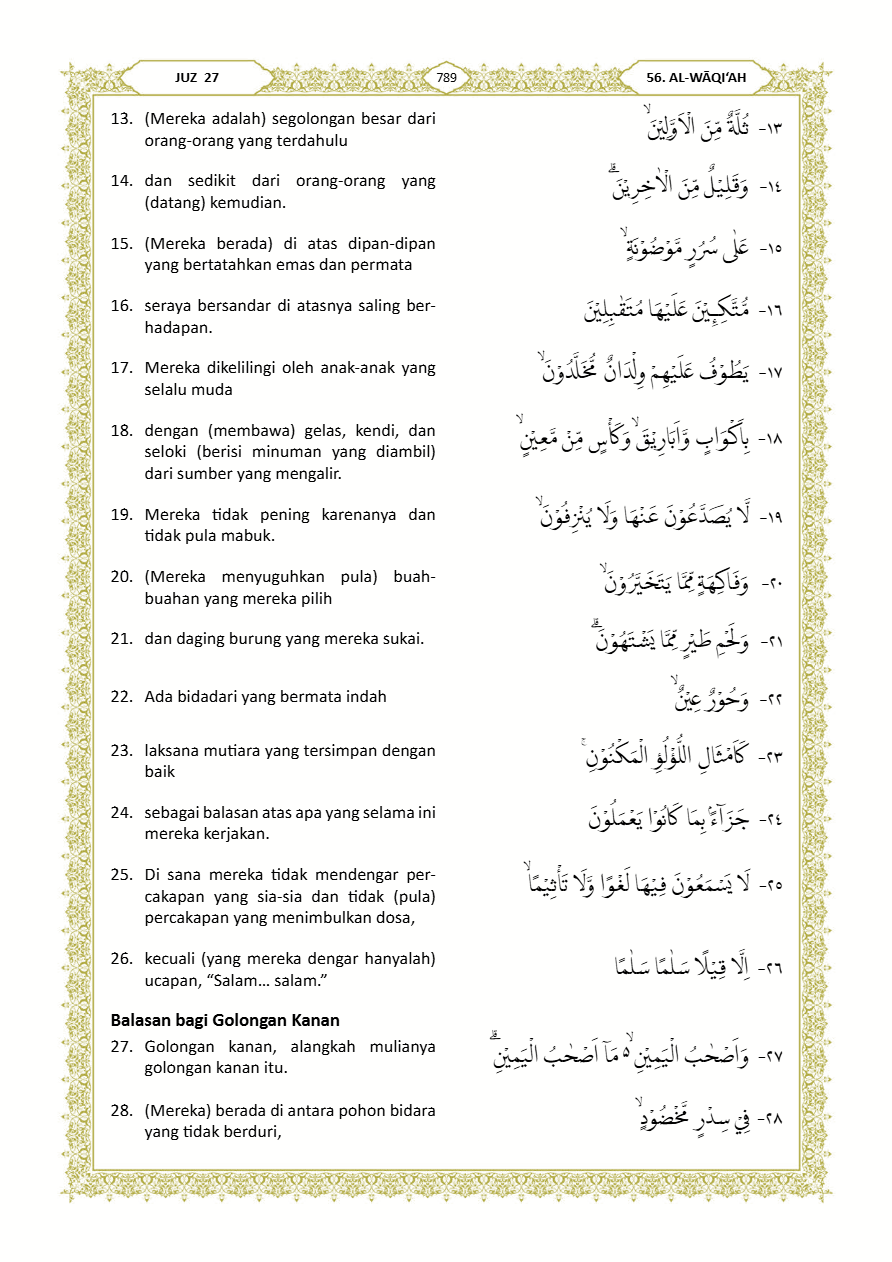 JUZ 27
789
56. AL-WĀQI‘AH
13. (Mereka adalah) segolongan besar dari
orang-orang yang terdahulu
١٣- ثُلَّةٌ مِّنَ الْاَوَّلِيْنَۙ
14. dan sedikit dari orang-orang yang
(datang) kemudian.
١٤- وَقَلِيْلٌ مِّنَ الْاٰخِرِيْنَۗ
15. (Mereka berada) di atas dipan-dipan
yang bertatahkan emas dan permata
١٥- عَلٰى سُرُرٍ مَّوْضُوْنَةٍۙ
16. seraya bersandar di atasnya saling ber-
hadapan.
١٦- مُّتَّكِـِٕيْنَ عَلَيْهَا مُتَقٰبِلِيْنَ
17. Mereka dikelilingi oleh anak-anak yang
selalu muda
١٧- يَطُوْفُ عَلَيْهِمْ وِلْدَانٌ مُّخَلَّدُوْنَۙ
18. dengan (membawa) gelas, kendi, dan
seloki (berisi minuman yang diambil)
dari sumber yang mengalir.
١٨- بِاَكْوَابٍ وَّاَبَارِيْقَۙ وَكَأْسٍ مِّنْ مَّعِيْنٍۙ
19. Mereka tidak pening karenanya dan
tidak pula mabuk.
١٩- لَّا يُصَدَّعُوْنَ عَنْهَا وَلَا يُنْزِفُوْنَۙ
20. (Mereka menyuguhkan pula) buah-
buahan yang mereka pilih
٢٠- وَفَاكِهَةٍ مِّمَّا يَتَخَيَّرُوْنَۙ
21. dan daging burung yang mereka sukai.
٢١- وَلَحْمِ طَيْرٍ مِّمَّا يَشْتَهُوْنَۗ
22. Ada bidadari yang bermata indah
٢٢- وَحُوْرٌ عِيْنٌۙ
23. laksana mutiara yang tersimpan dengan
baik
٢٣- كَاَمْثَالِ اللُّؤْلُؤِ الْمَكْنُوْنِۚ
24. sebagai balasan atas apa yang selama ini
mereka kerjakan.
٢٤- جَزَاۤءًۢ بِمَا كَانُوْا يَعْمَلُوْنَ
25. Di sana mereka tidak mendengar per-
cakapan yang sia-sia dan tidak (pula)
percakapan yang menimbulkan dosa,
٢٥- لَا يَسْمَعُوْنَ فِيْهَا لَغْوًا وَّلَا تَأْثِيْمًاۙ
26. kecuali (yang mereka dengar hanyalah)
ucapan, “Salam... salam.”
٢٦- اِلَّا قِيْلًا سَلٰمًا سَلٰمًا
Balasan bagi Golongan Kanan
27. Golongan kanan, alangkah mulianya
golongan kanan itu.
٢٧- وَاَصْحٰبُ الْيَمِيْنِۙ ەۙ مَآ اَصْحٰبُ الْيَمِيْنِۗ
28. (Mereka) berada di antara pohon bidara
yang tidak berduri,
٢٨- فِيْ سِدْرٍ مَّخْضُوْدٍۙ